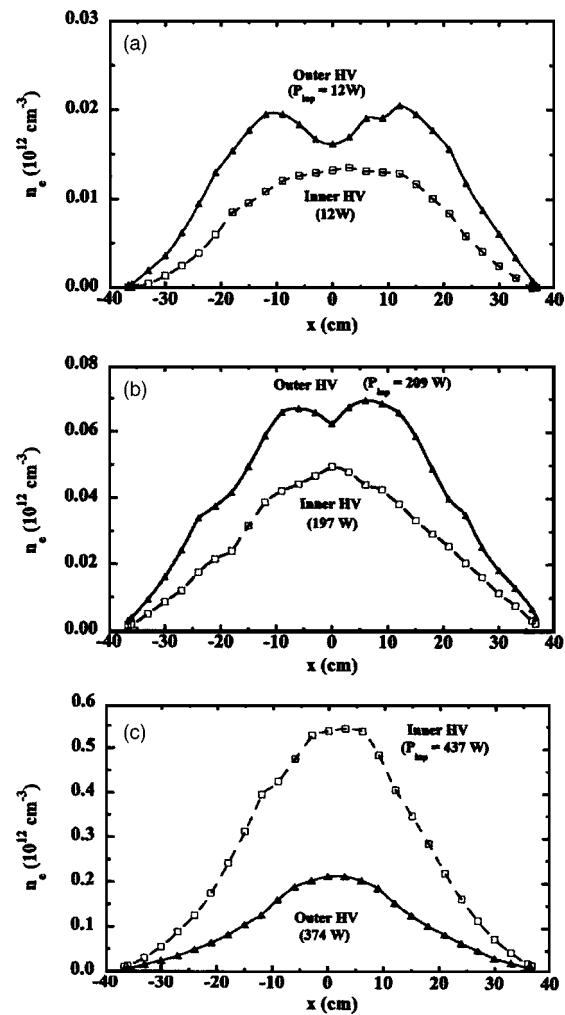 (a)
0.03
0.02
0.01
0.00
n_e (10^12 cm^-3)
Outer HV
(P_inp = 12W)
Inner HV
(12W)
-40 -30 -20 -10 0 10 20 30 40
x (cm)
(b)
0.08
0.06
0.04
0.02
0.00
n_e (10^12 cm^-3)
Outer HV (P_inp = 209 W)
Inner HV
(197 W)
-40 -30 -20 -10 0 10 20 30 40
x (cm)
(c)
0.6
0.5
0.4
0.3
0.2
0.1
0.0
n_e (10^12 cm^-3)
Inner HV
(P_inp = 437 W)
Outer HV
(374 W)
-40 -30 -20 -10 0 10 20 30 40
x (cm)